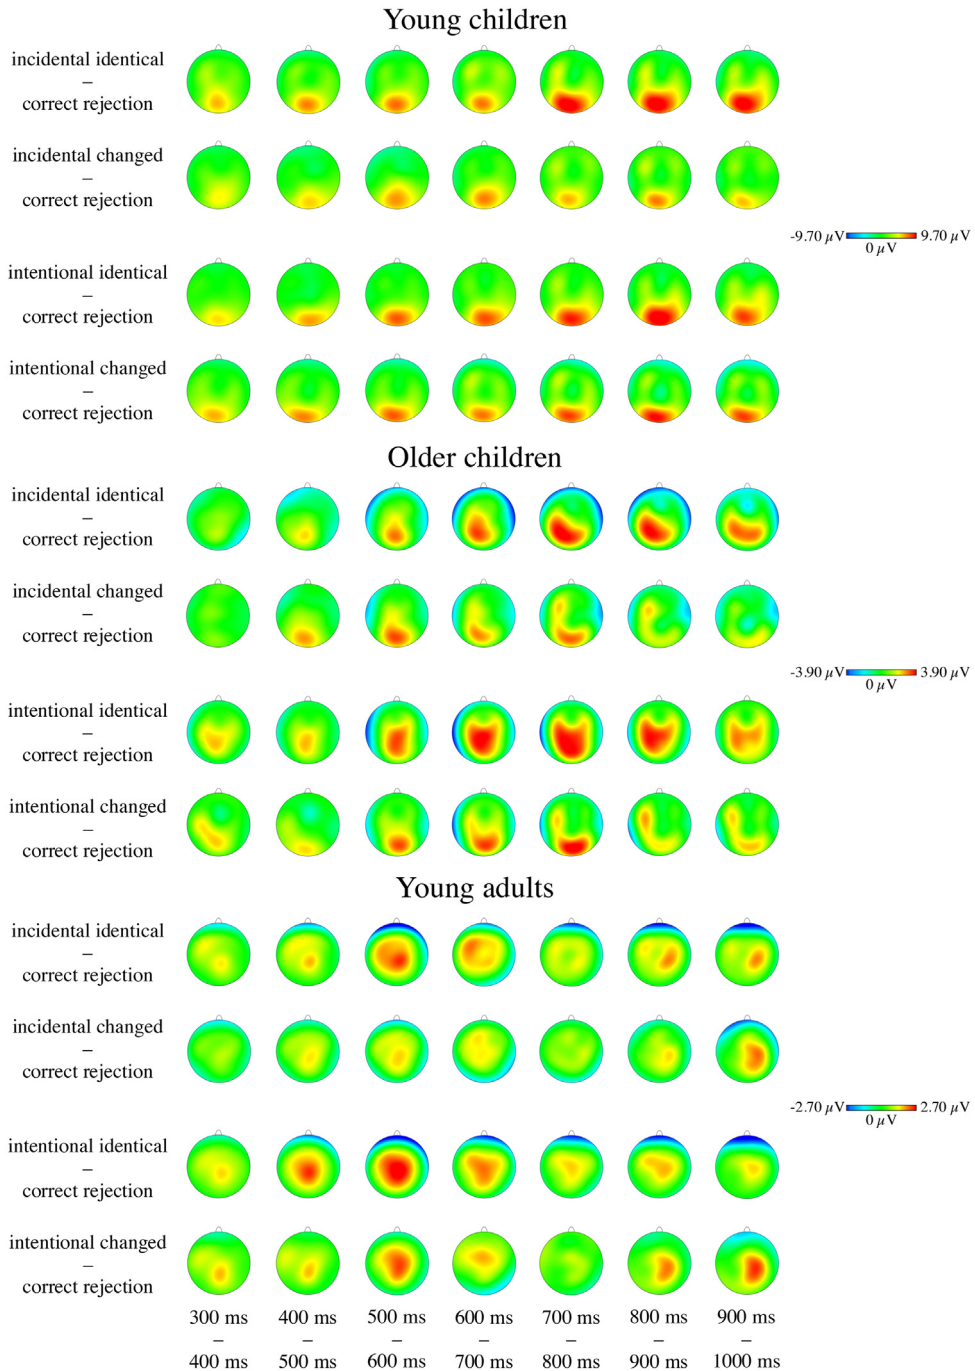 Young children
incidental identical
–
correct rejection
incidental changed
–
correct rejection
-9.70 µV 9.70 µV
0 µV
intentional identical
–
correct rejection
intentional changed
–
correct rejection
Older children
incidental identical
–
correct rejection
incidental changed
–
correct rejection
-3.90 µV 3.90 µV
0 µV
intentional identical
–
correct rejection
intentional changed
–
correct rejection
Young adults
incidental identical
–
correct rejection
incidental changed
–
correct rejection
-2.70 µV 2.70 µV
0 µV
intentional identical
–
correct rejection
intentional changed
–
correct rejection
300 ms 400 ms 500 ms 600 ms 700 ms 800 ms 900 ms
– – – – – – –
400 ms 500 ms 600 ms 700 ms 800 ms 900 ms 1000 ms